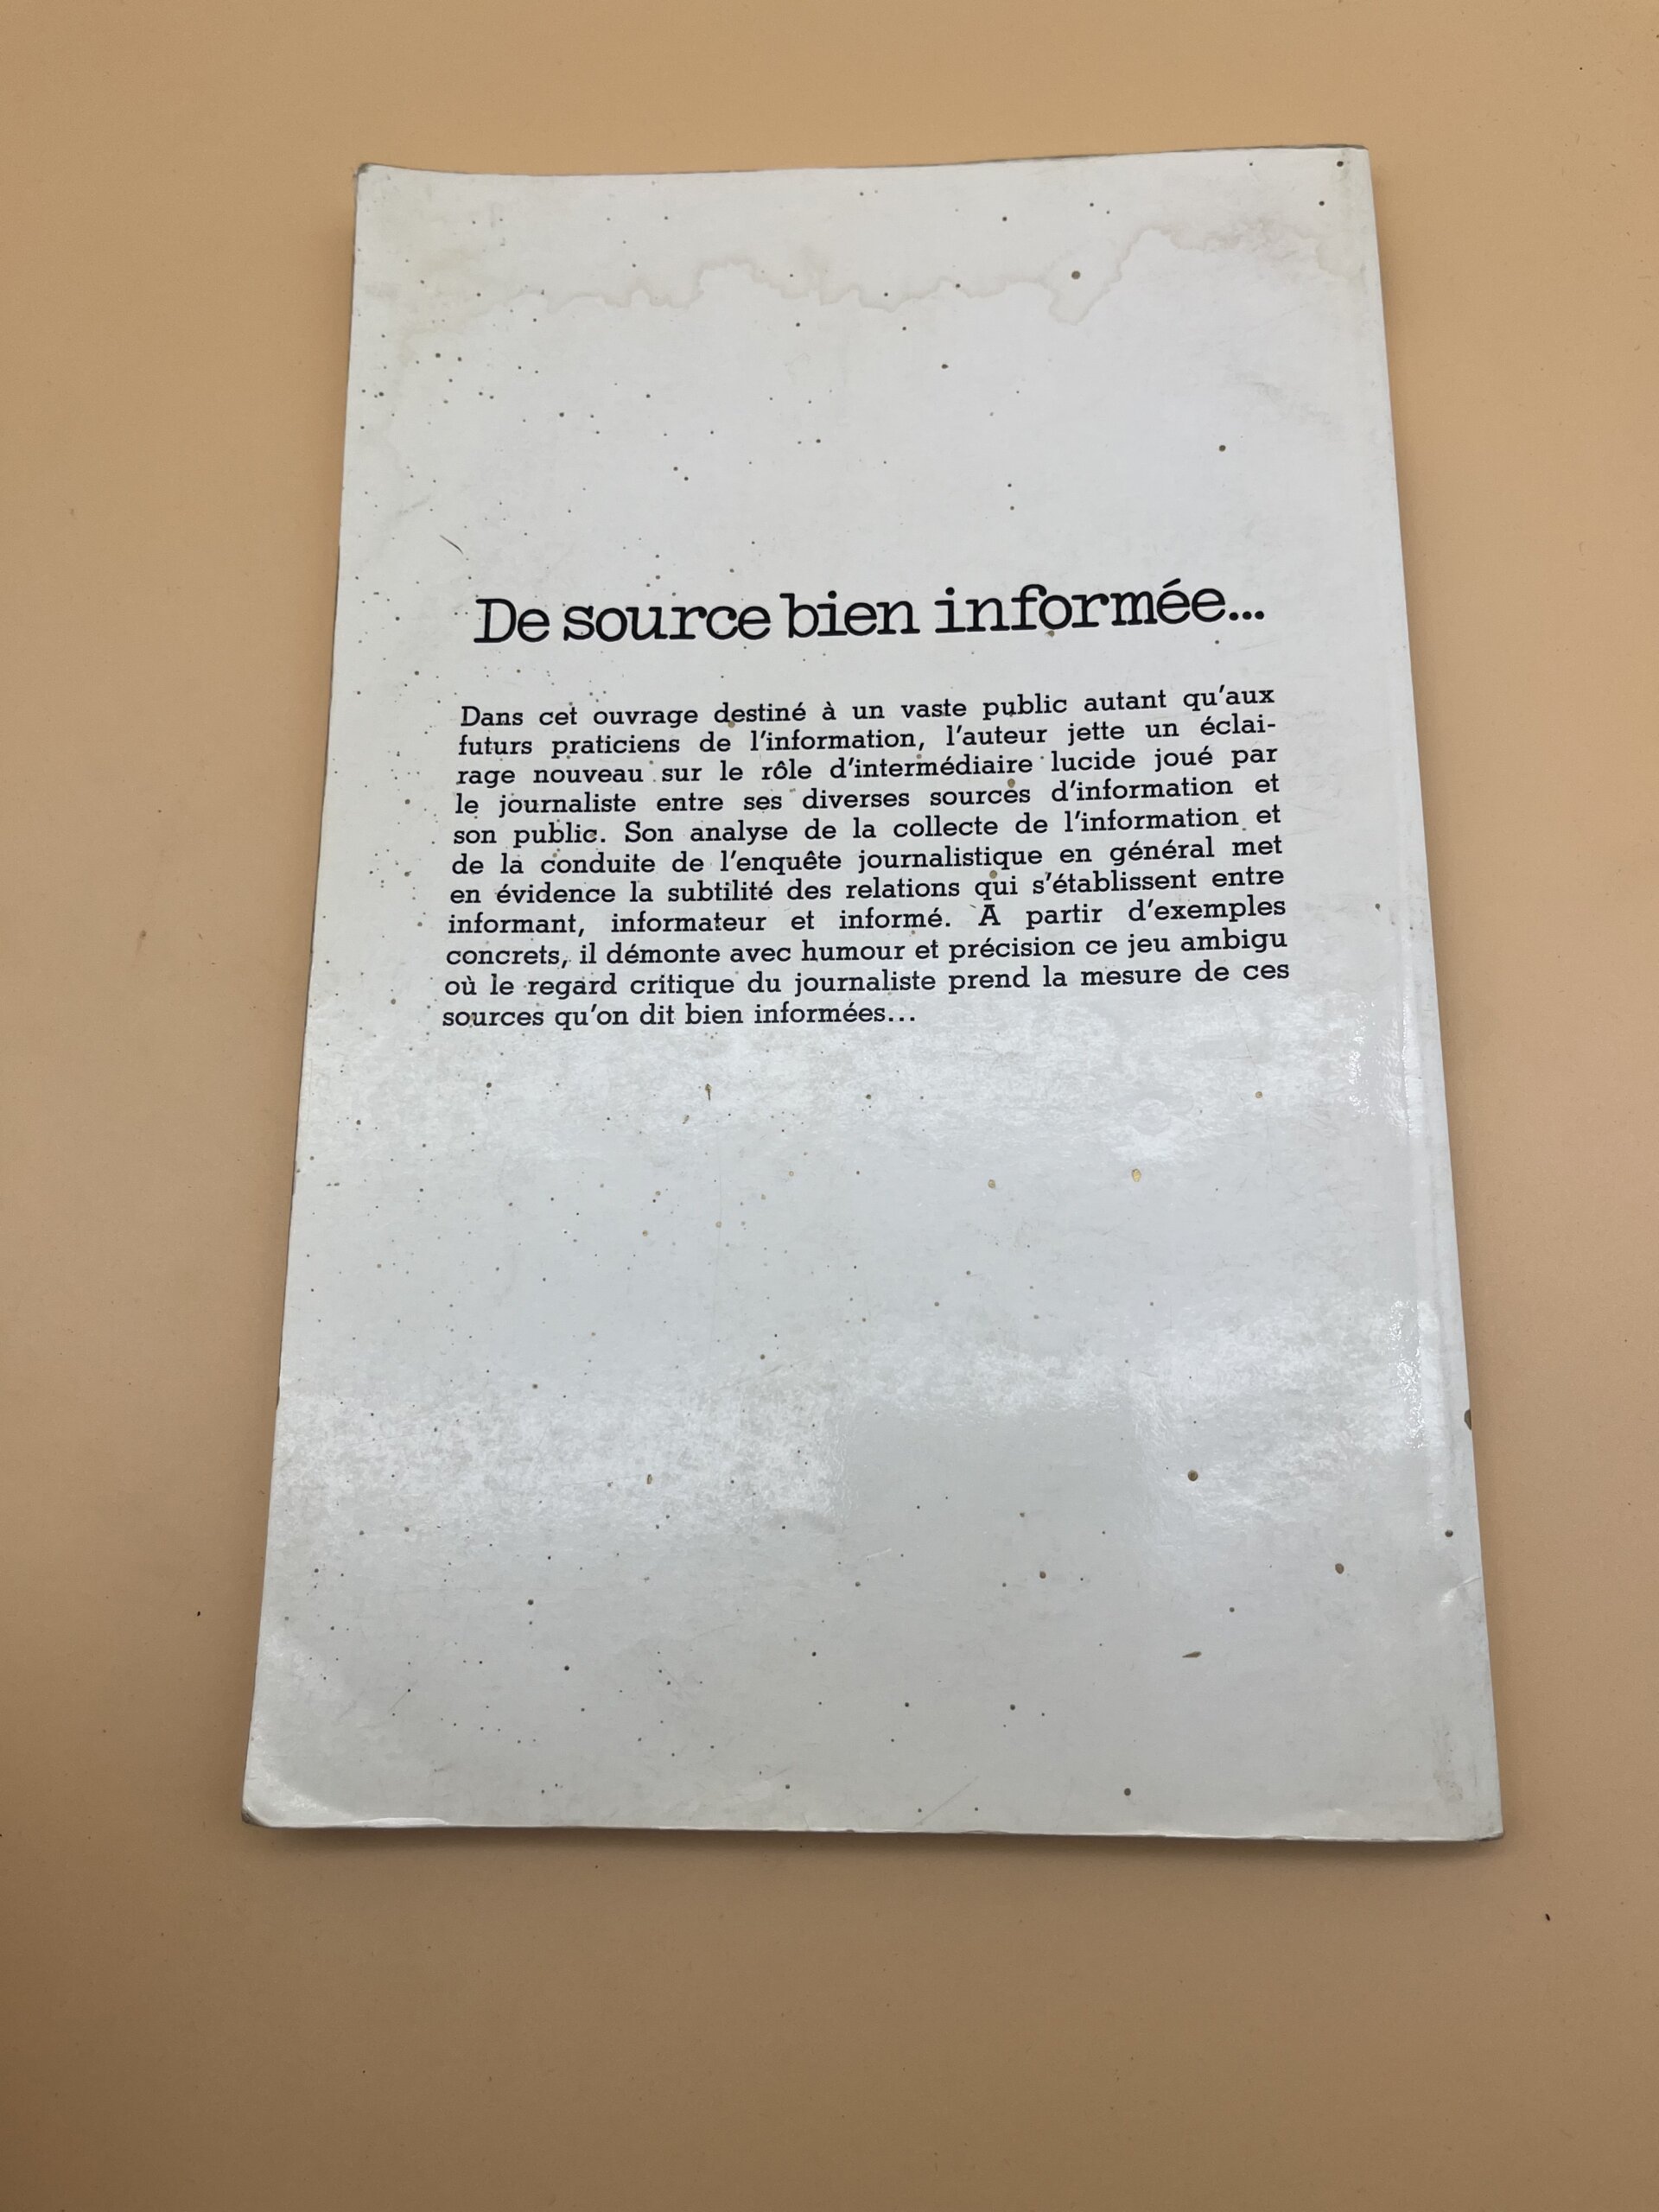 De source bien informée...
Dans cet ouvrage destiné à un vaste public autant qu'aux
futurs praticiens de l'information, l'auteur jette un éclai-
rage nouveau sur le rôle d'intermédiaire lucide joué par
le journaliste entre ses diverses sources d'information et
son public. Son analyse de la collecte de l'information et
de la conduite de l'enquête journalistique en général met
en évidence la subtilité des relations qui s'établissent entre
informant, informateur et informé. A partir d'exemples
concrets, il démonte avec humour et précision ce jeu ambigu
où le regard critique du journaliste prend la mesure de ces
sources qu'on dit bien informées...